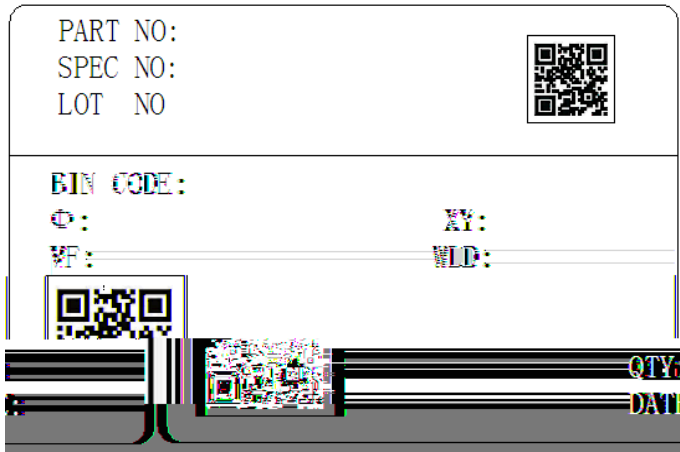 PART NO:
SPEC NO:
LOT NO
BIN CODE:
Φ: XY:
VF: WLD:
QTY:
DAT